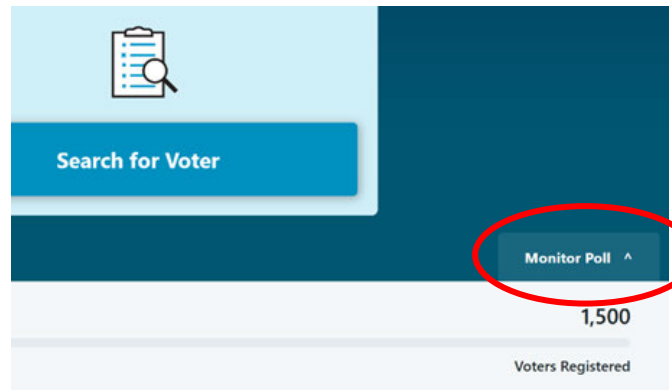 Search for Voter
Monitor Poll ^
1,500
Voters Registered